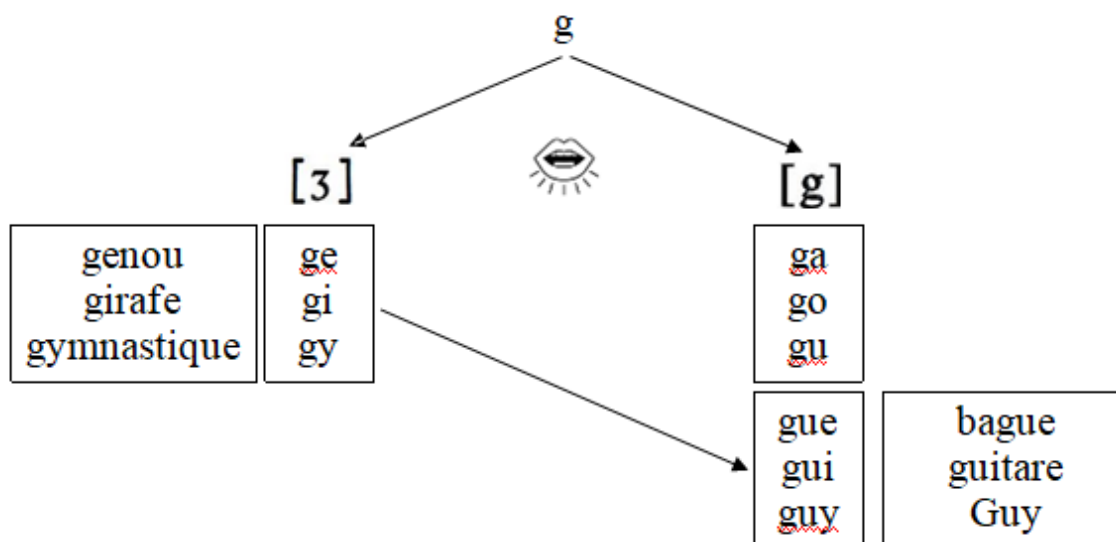 g
[ʒ] [g]
genou ge ga
girafe gi go
gymnastique gy gu
gue bague
gui guitare
guy Guy